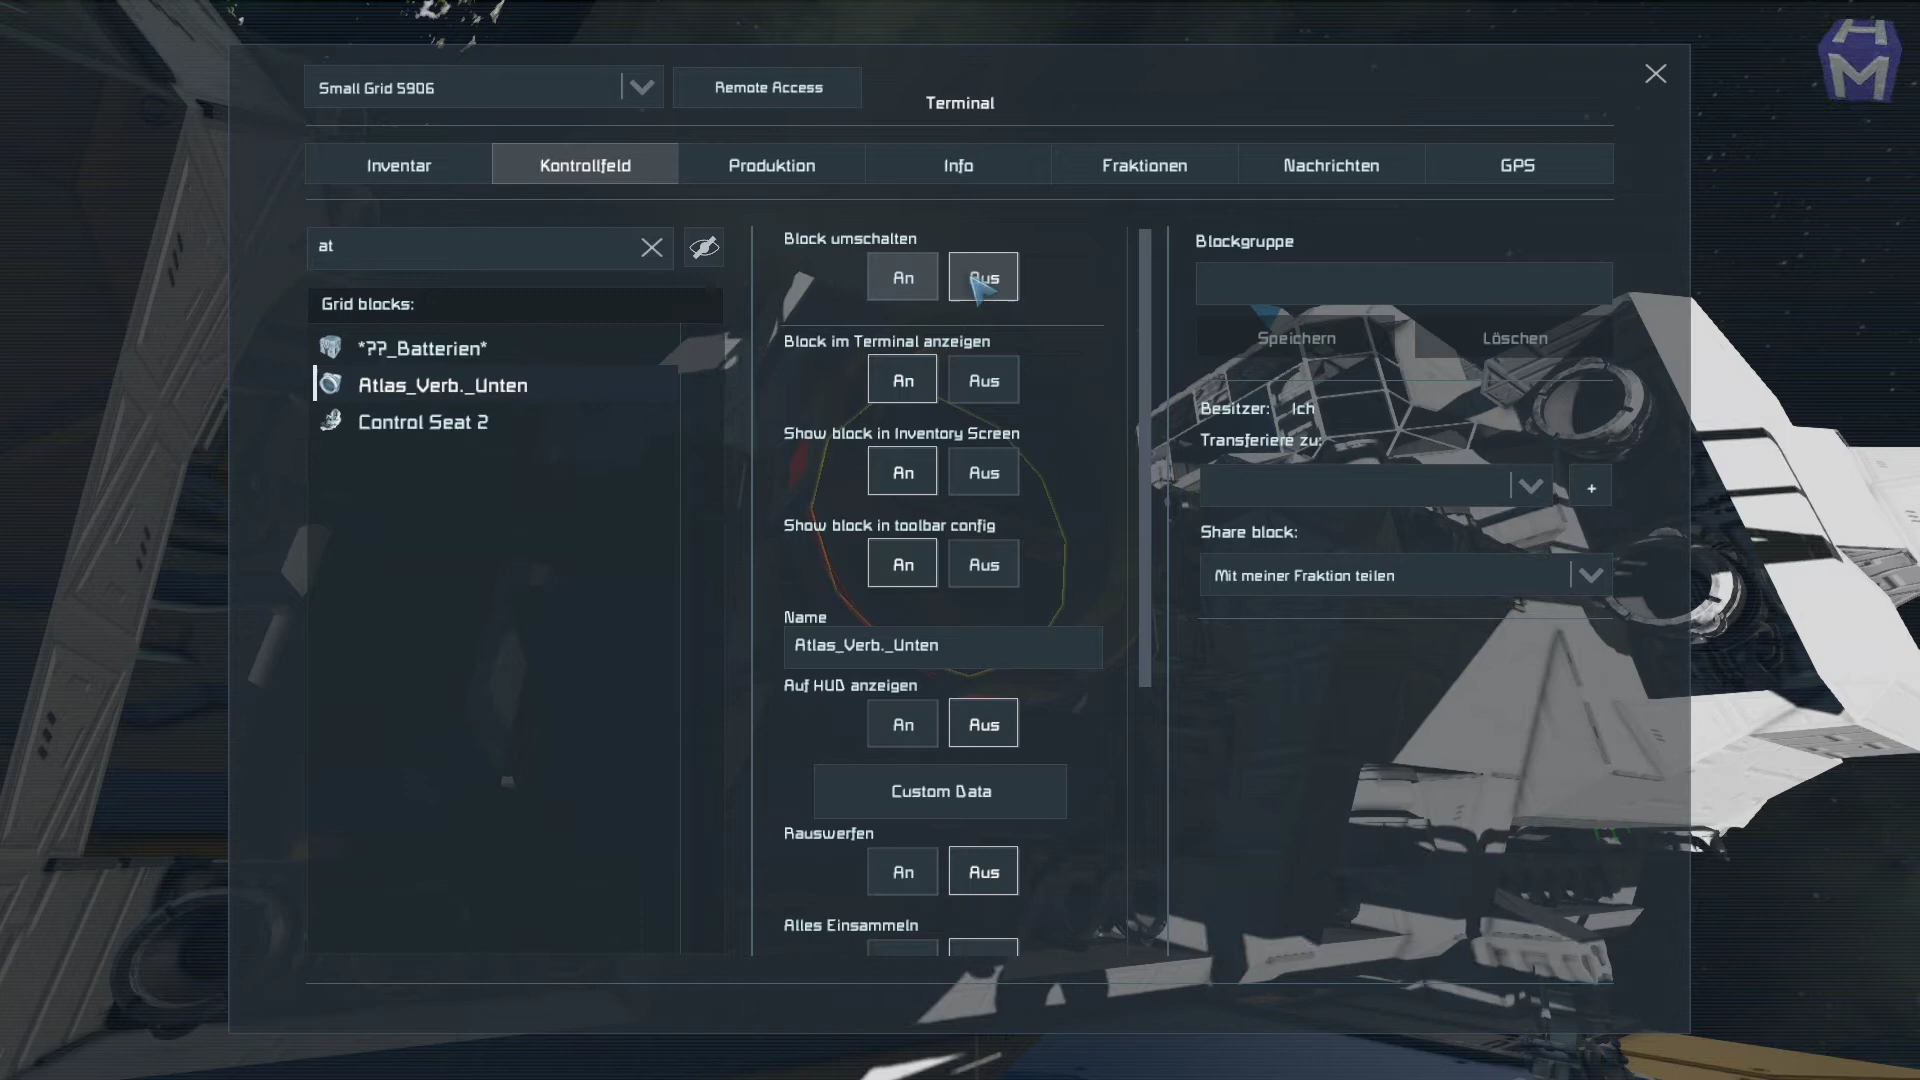 Small Grid 5906
Remote Access
Terminal
Inventar
Kontrollfeld
Produktion
Info
Fraktionen
Nachrichten
GPS
at
Grid blocks:
*??_Batterien*
Atlas_Verb._Unten
Control Seat 2
Block umschalten
An
Aus
Block im Terminal anzeigen
An
Aus
Show block in Inventory Screen
An
Aus
Show block in toolbar config
An
Aus
Name
Atlas_Verb._Unten
Auf HUD anzeigen
An
Aus
Custom Data
Rauswerfen
An
Aus
Alles Einsammeln
Blockgruppe
Speichern
Löschen
Besitzer: Ich
Transferiere zu:
+
Share block:
Mit meiner Fraktion teilen
HM